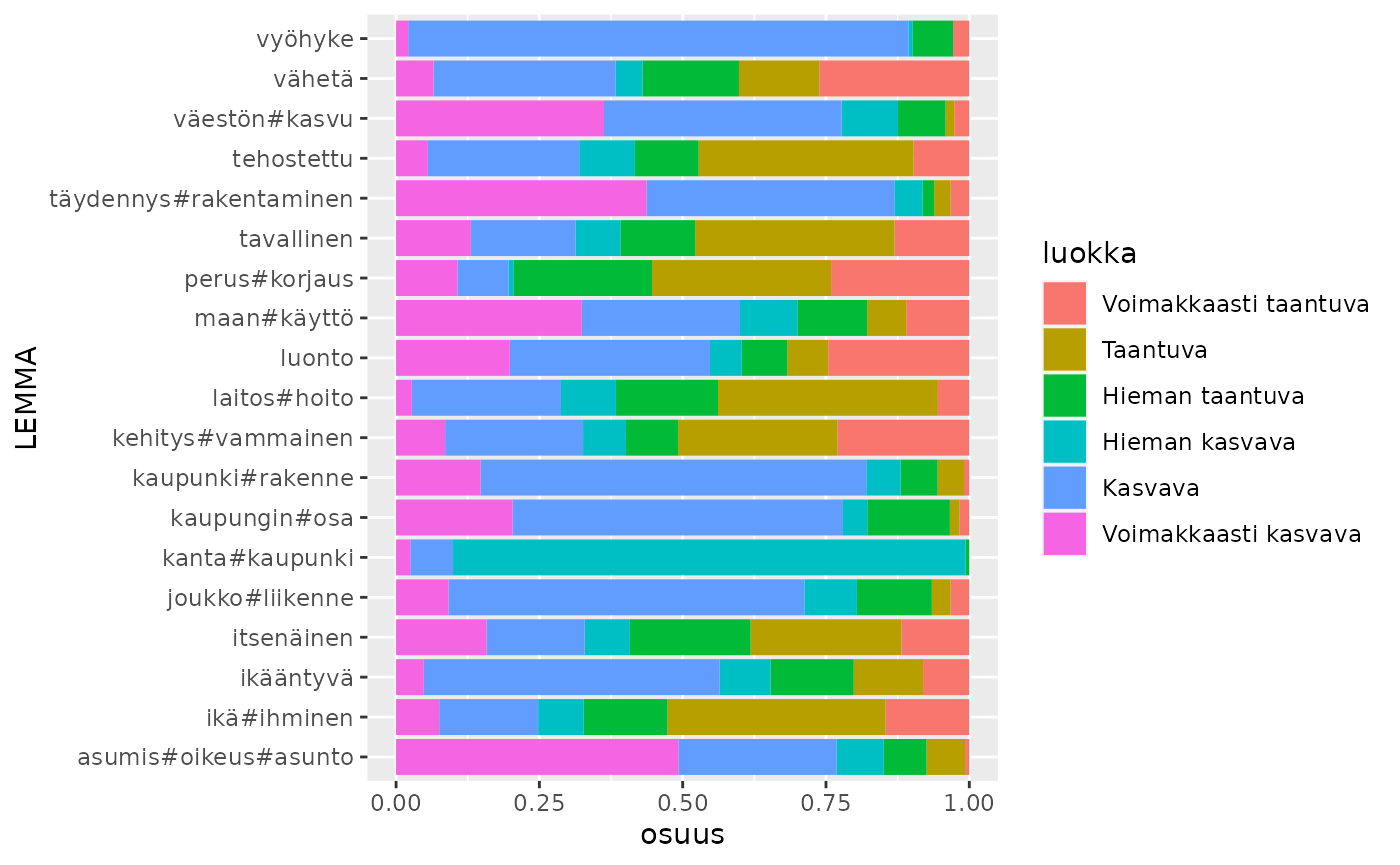 LEMMA
vyöhyke
vähetä
väestön#kasvu
tehostettu
täydennys#rakentaminen
tavallinen
perus#korjaus
maan#käyttö
luonto
laitos#hoito
kehitys#vammainen
kaupunki#rakenne
kaupungin#osa
kanta#kaupunki
joukko#liikenne
itsenäinen
ikääntyvä
ikä#ihminen
asumis#oikeus#asunto
0.00 0.25 0.50 0.75 1.00
osuus
luokka
Voimakkaasti taantuva
Taantuva
Hieman taantuva
Hieman kasvava
Kasvava
Voimakkaasti kasvava